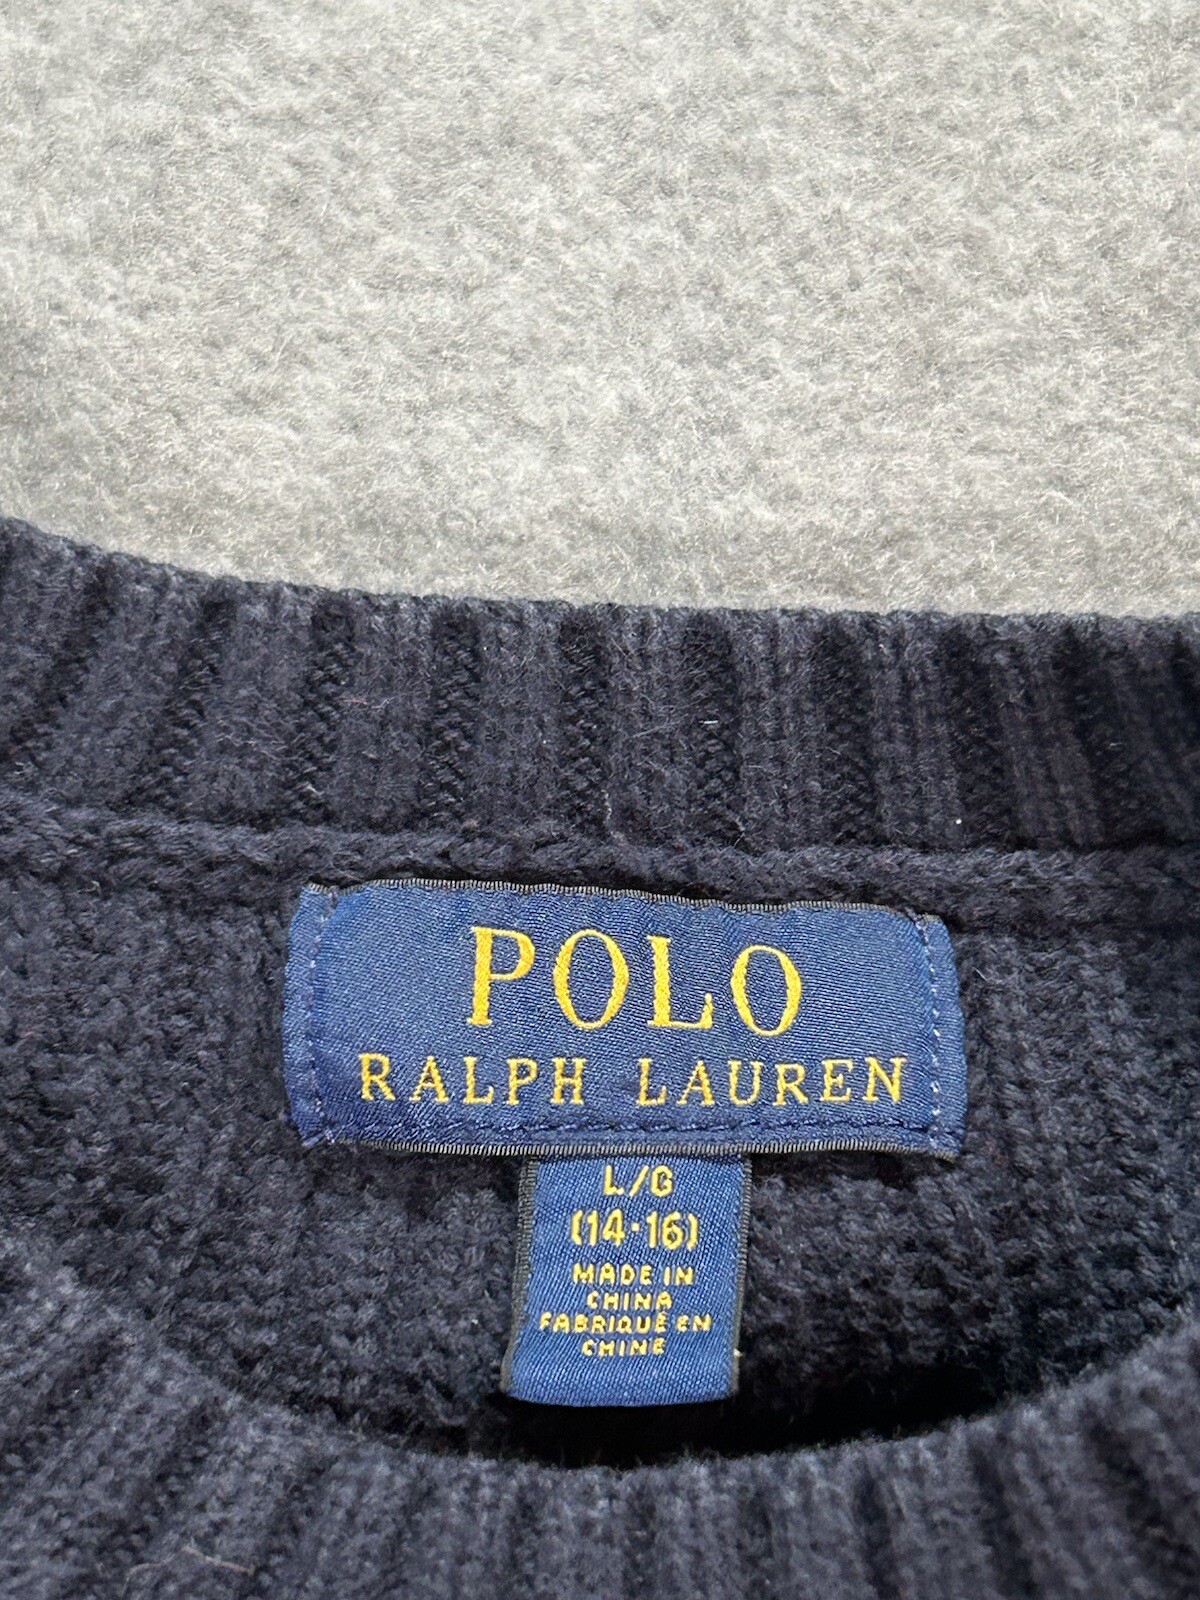 POLO
RALPH LAUREN
L/G
(14-16)
MADE IN
CHINA
FABRIQUÉ EN
CHINE